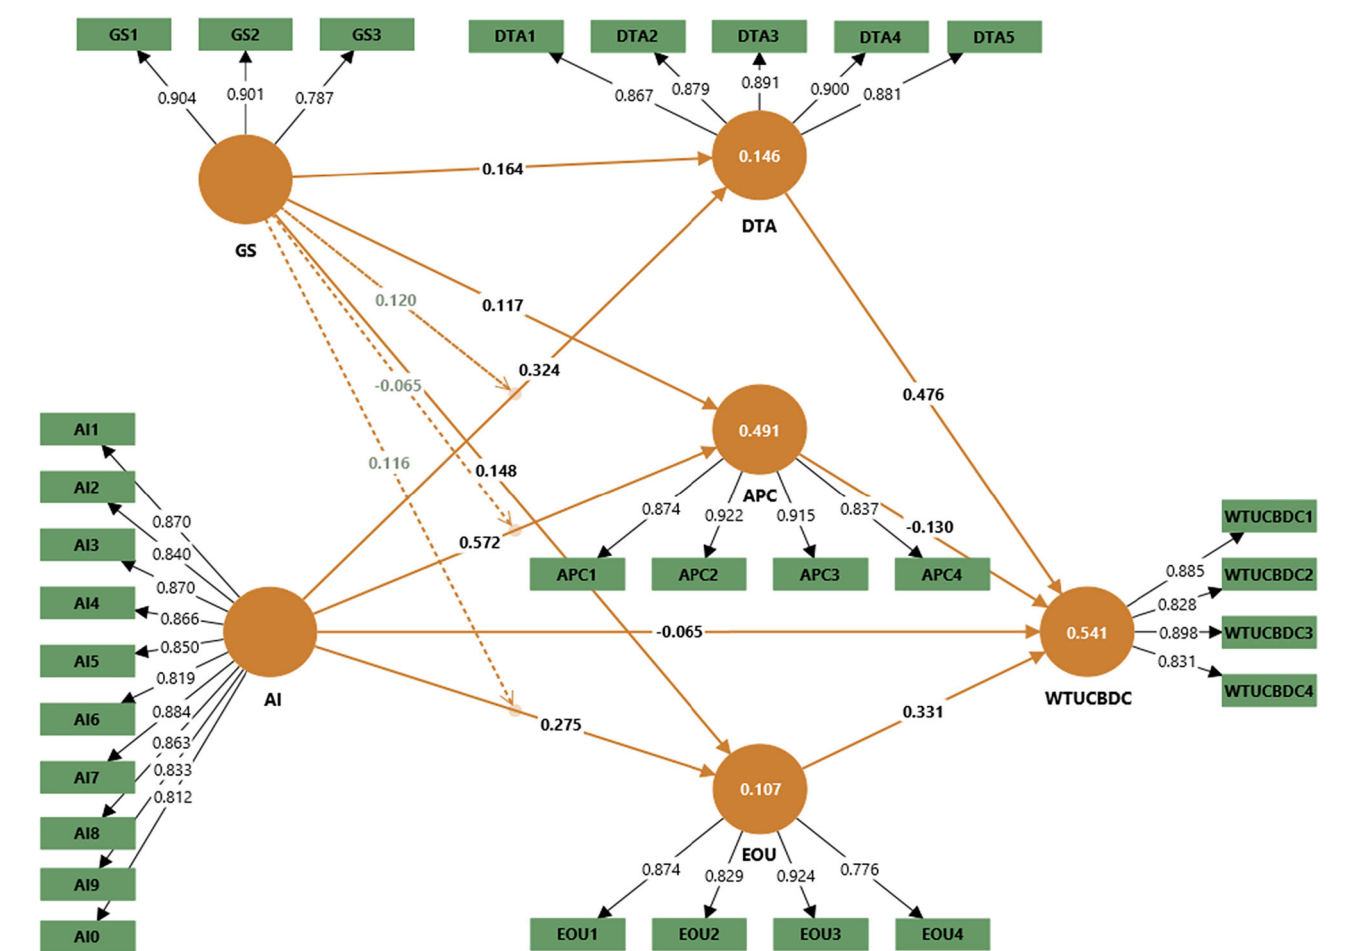 GS1 GS2 GS3 DTA1 DTA2 DTA3 DTA4 DTA5
0.904 0.901 0.787 0.867 0.879 0.891 0.900 0.881
0.146
0.164
DTA
GS
0.120 0.117
0.324
-0.065
0.476
AI1
0.491
0.116 0.148
AI2
APC
0.870
0.874 0.922 0.915 0.837
-0.130
WTUCBDC1
AI3
0.840
0.572
0.885
APC1 APC2 APC3 APC4
WTUCBDC2
0.870
AI4
0.866
0.828
-0.065
0.541
0.898
WTUCBDC3
0.850
AI5
0.831
0.819
AI
WTUCBDC
WTUCBDC4
0.884
AI6
0.275
0.331
0.863
0.833
AI7
0.107
0.812
AI8
EOU
0.874 0.829 0.924 0.776
AI9
AI0
EOU1 EOU2 EOU3 EOU4